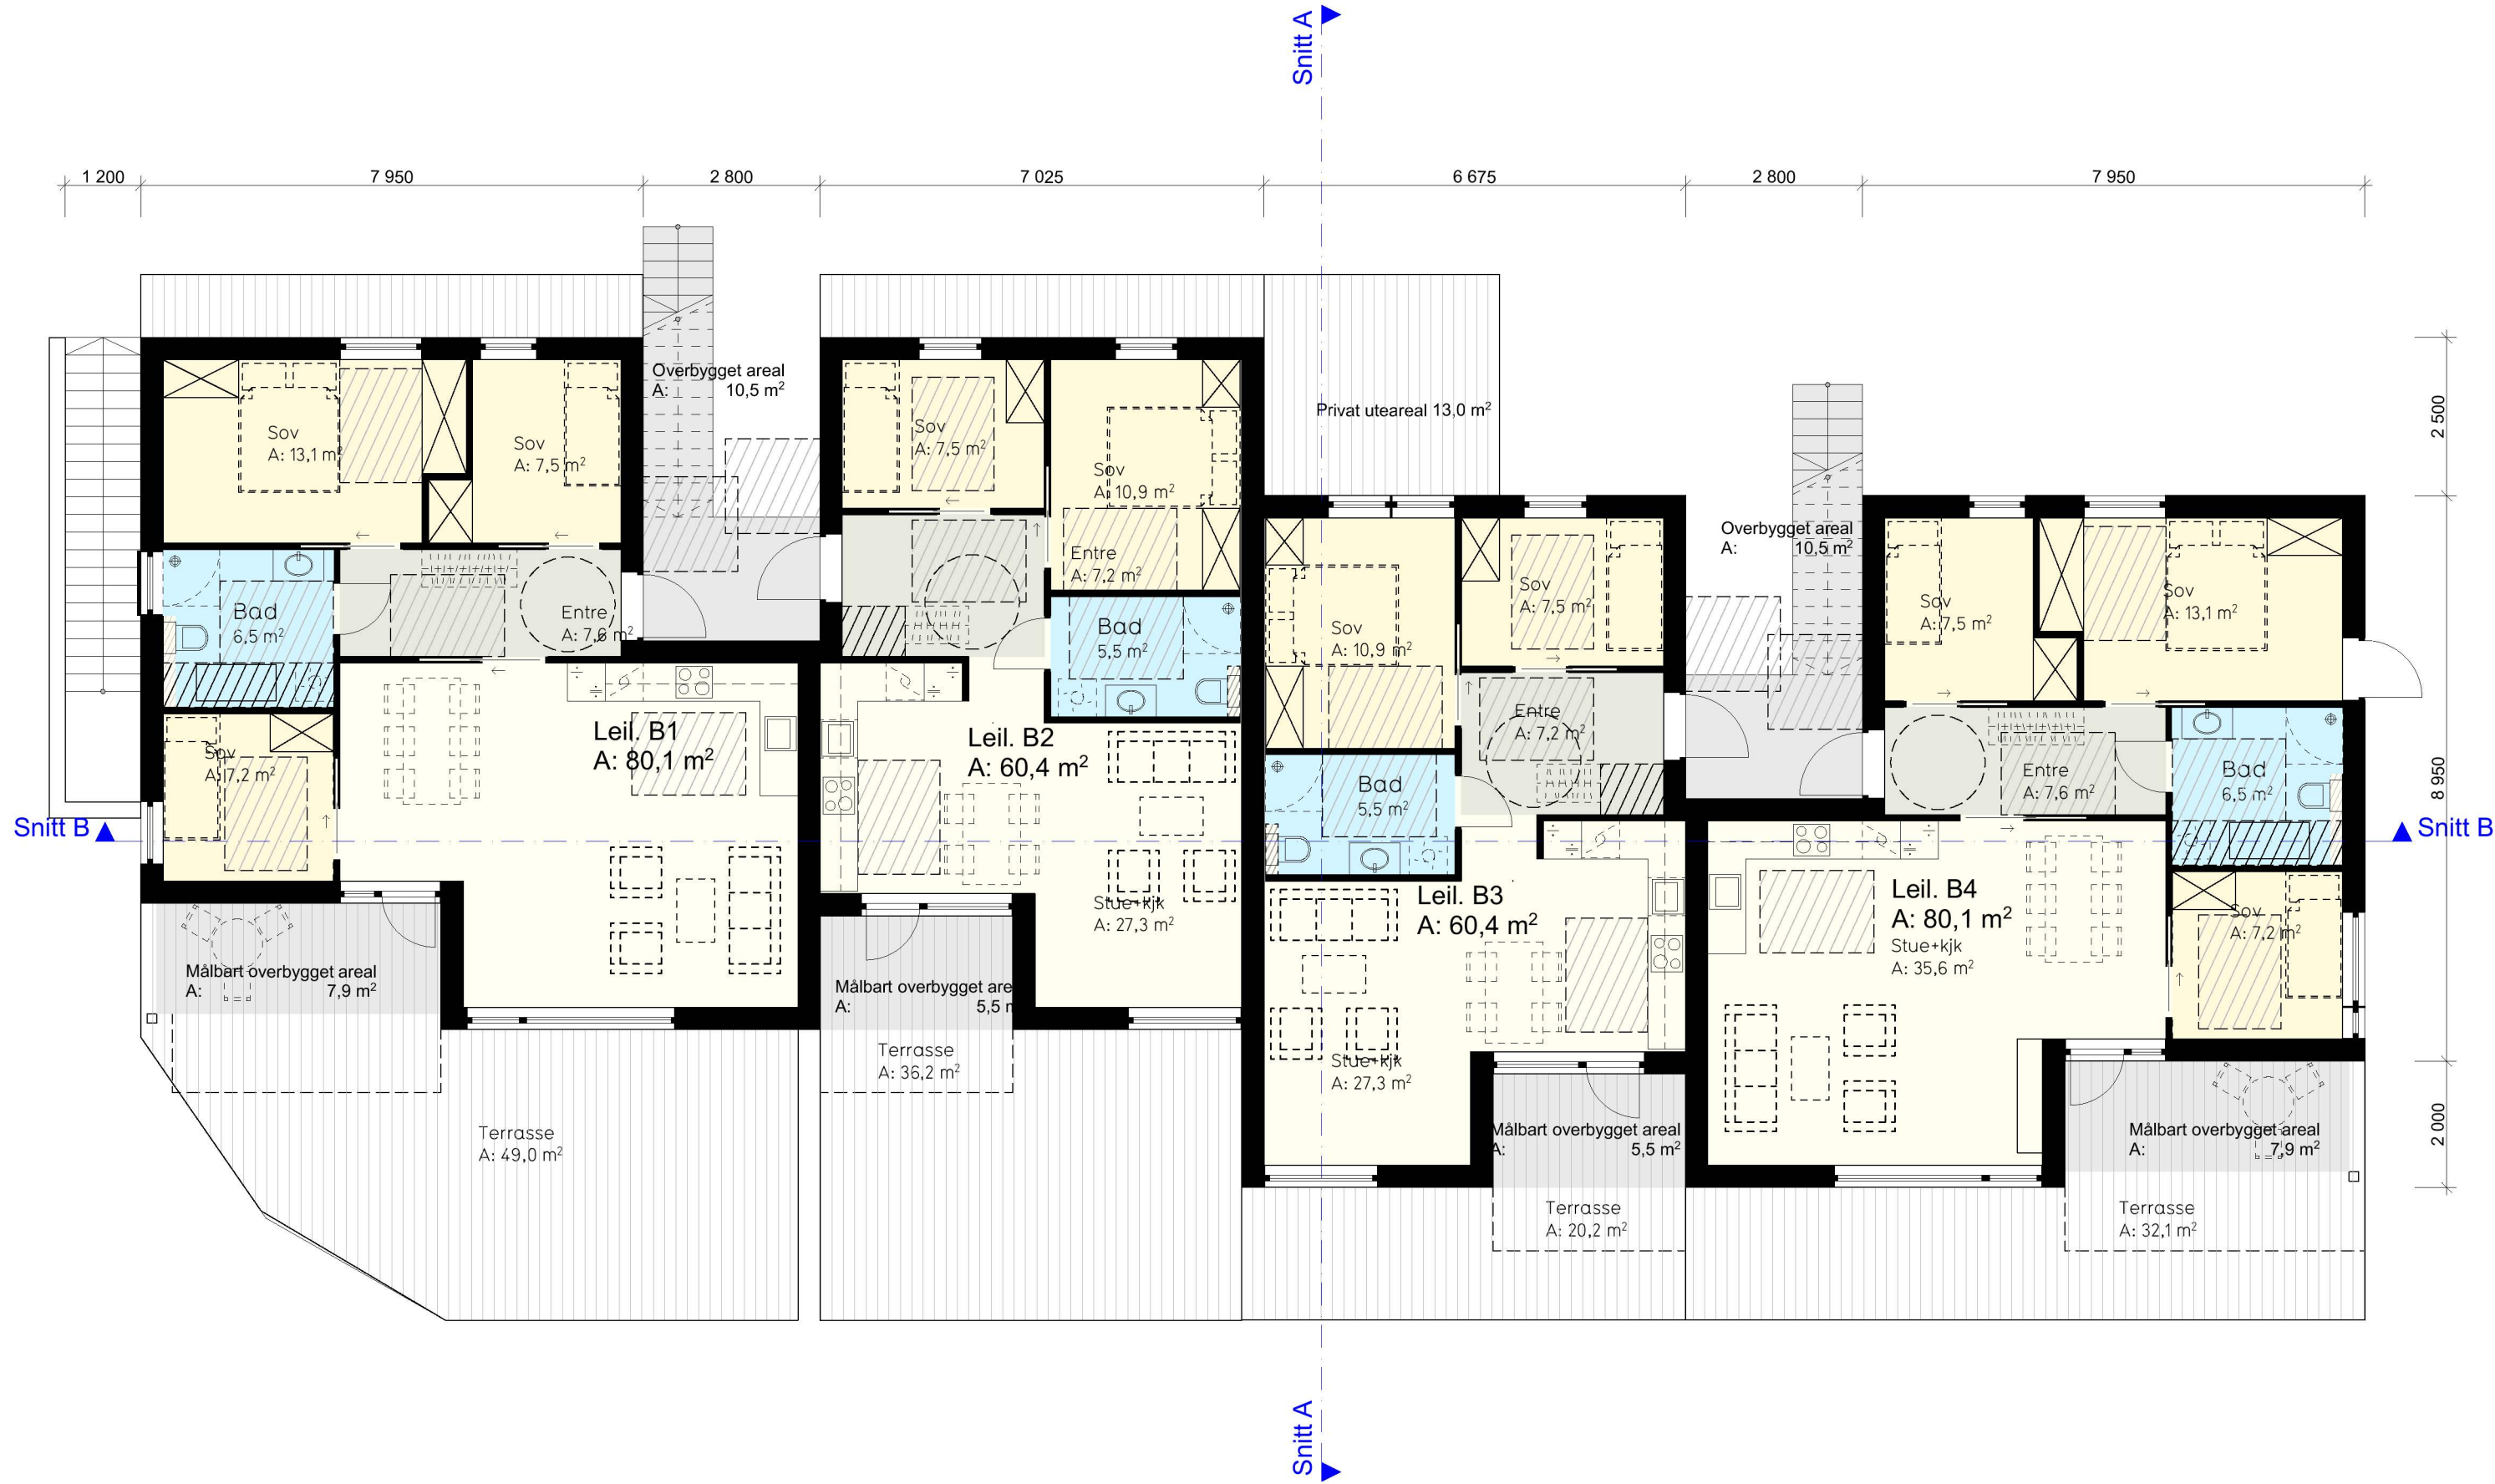 Snitt A
1 200
7 950
2 800
7 025
6 675
2 800
7 950
Overbygget areal
A: 10,5 m²
Privat uteareal 13,0 m²
2 500
Sov
A: 13,1 m²
Sov
A: 7,5 m²
Sov
A: 7,5 m²
Sov
A: 10,9 m²
Entre
A: 7,2 m²
Overbygget areal
A: 10,5 m²
Bad
6,5 m²
Entre
A: 7,6 m²
Bad
5,5 m²
Sov
A: 10,9 m²
Sov
A: 7,5 m²
Sov
A: 7,5 m²
Sov
A: 13,1 m²
Sov
A: 7,2 m²
Leil. B1
A: 80,1 m²
Leil. B2
A: 60,4 m²
Entre
A: 7,2 m²
Bad
5,5 m²
Entre
A: 7,6 m²
Bad
6,5 m²
8 950
Snitt B
Snitt B
Stue+kjk
A: 27,3 m²
Leil. B3
A: 60,4 m²
Leil. B4
A: 80,1 m²
Stue+kjk
A: 35,6 m²
Sov
A: 7,2 m²
Målbart overbygget areal
A: 7,9 m²
Målbart overbygget are
A: 5,5 m
Terrasse
A: 36,2 m²
Stue+kjk
A: 27,3 m²
Terrasse
A: 49,0 m²
Målbart overbygget areal
A: 5,5 m²
Målbart overbygget areal
A: 7,9 m²
2 000
Terrasse
A: 20,2 m²
Terrasse
A: 32,1 m²
Snitt A